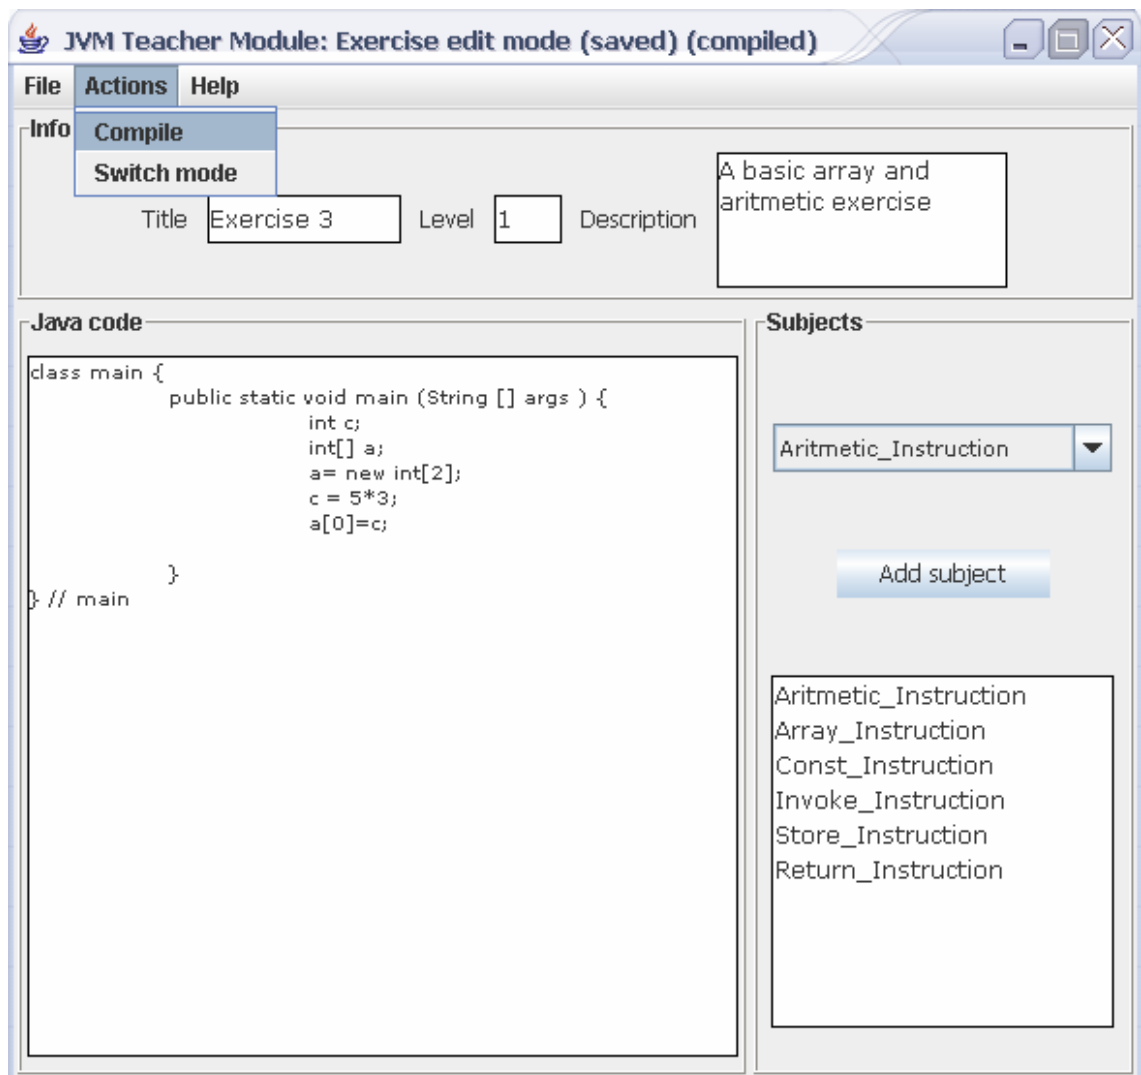 JVM Teacher Module: Exercise edit mode (saved) (compiled)
File Actions Help
Info
Compile
Switch mode
Title Exercise 3 Level 1 Description
A basic array and
aritmetic exercise
Java code
class main {
public static void main (String [] args ) {
int c;
int[] a;
a= new int[2];
c = 5*3;
a[0]=c;
}
} // main
Subjects
Aritmetic_Instruction
Add subject
Aritmetic_Instruction
Array_Instruction
Const_Instruction
Invoke_Instruction
Store_Instruction
Return_Instruction